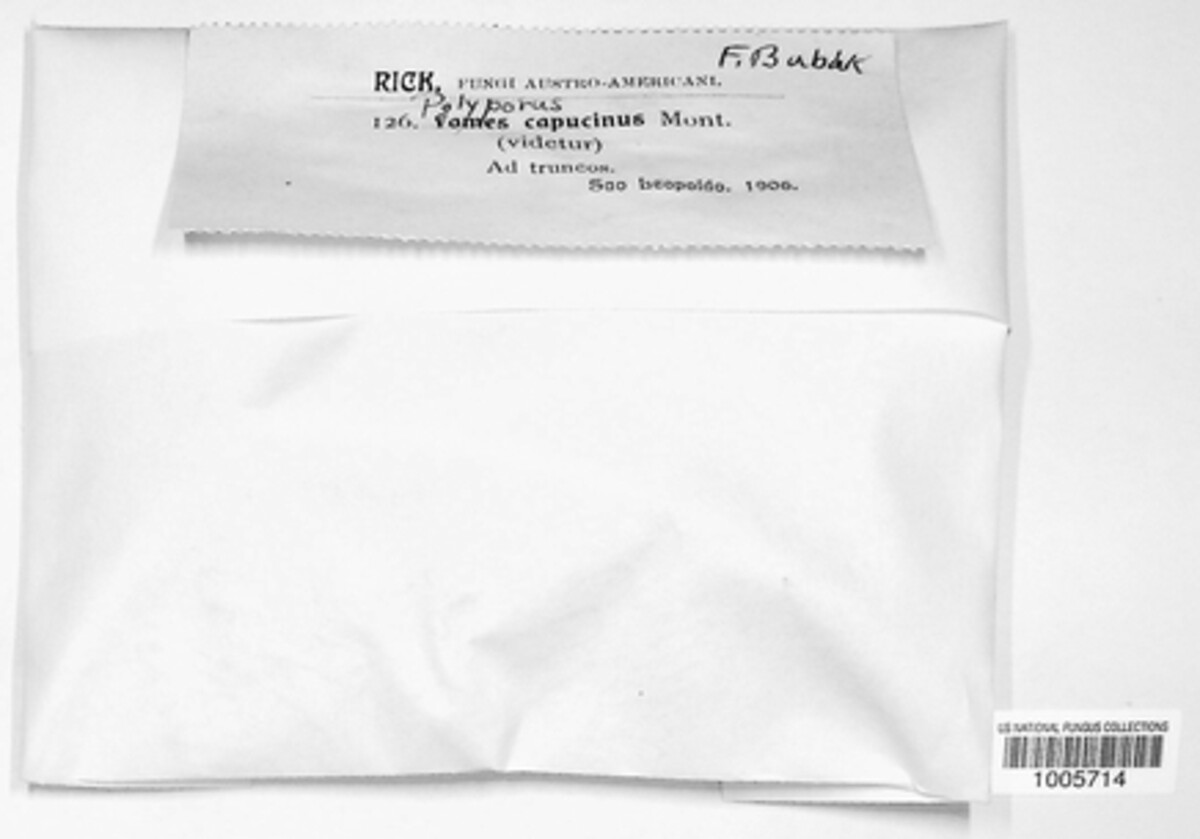 F. Bubák
RICK, FUNGI AUSTRO-AMERICANI.
Polyporus
126. Fomes capucinus Mont.
(videtur)
Ad truncos.
Sao Leopoldo, 1906.
US NATIONAL FUNGUS COLLECTIONS
1005714